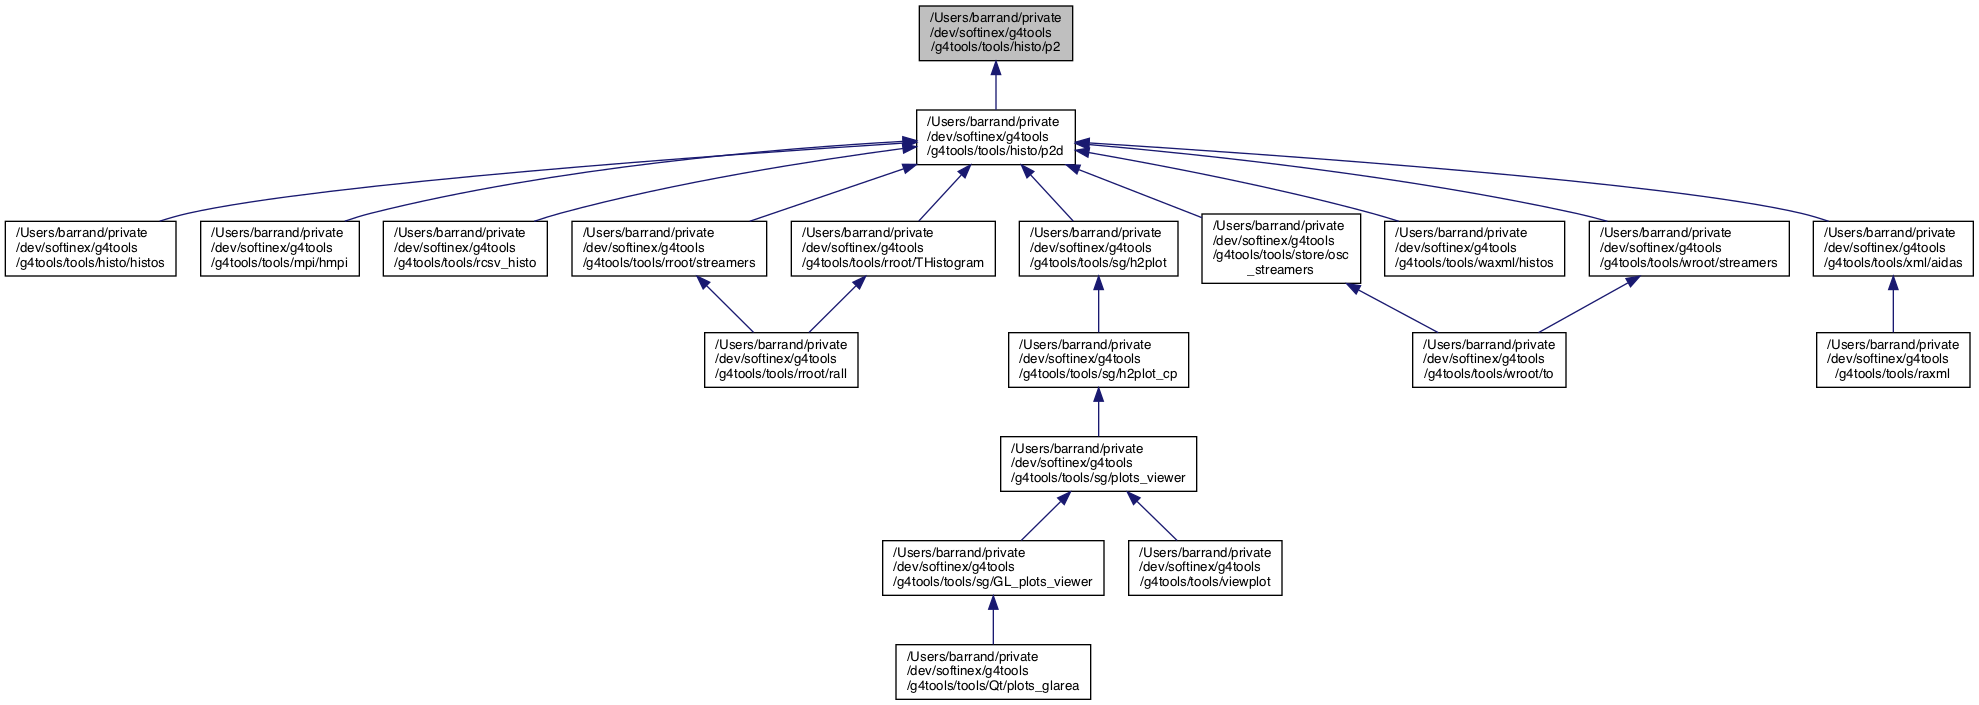 /Users/barrand/private
/dev/softinex/g4tools
/g4tools/tools/histo/p2
/Users/barrand/private
/dev/softinex/g4tools
/g4tools/tools/histo/p2d
/Users/barrand/private
/dev/softinex/g4tools
/g4tools/tools/histo/histos
/Users/barrand/private
/dev/softinex/g4tools
/g4tools/tools/mpi/hmpi
/Users/barrand/private
/dev/softinex/g4tools
/g4tools/tools/rcsv_histo
/Users/barrand/private
/dev/softinex/g4tools
/g4tools/tools/rroot/streamers
/Users/barrand/private
/dev/softinex/g4tools
/g4tools/tools/rroot/THistogram
/Users/barrand/private
/dev/softinex/g4tools
/g4tools/tools/sg/h2plot
/Users/barrand/private
/dev/softinex/g4tools
/g4tools/tools/store/osc
_streamers
/Users/barrand/private
/dev/softinex/g4tools
/g4tools/tools/waxml/histos
/Users/barrand/private
/dev/softinex/g4tools
/g4tools/tools/wroot/streamers
/Users/barrand/private
/dev/softinex/g4tools
/g4tools/tools/xml/aidas
/Users/barrand/private
/dev/softinex/g4tools
/g4tools/tools/rroot/rall
/Users/barrand/private
/dev/softinex/g4tools
/g4tools/tools/sg/h2plot_cp
/Users/barrand/private
/dev/softinex/g4tools
/g4tools/tools/wroot/to
/Users/barrand/private
/dev/softinex/g4tools
/g4tools/tools/raxml
/Users/barrand/private
/dev/softinex/g4tools
/g4tools/tools/sg/plots_viewer
/Users/barrand/private
/dev/softinex/g4tools
/g4tools/tools/sg/GL_plots_viewer
/Users/barrand/private
/dev/softinex/g4tools
/g4tools/tools/viewplot
/Users/barrand/private
/dev/softinex/g4tools
/g4tools/tools/Qt/plots_glarea